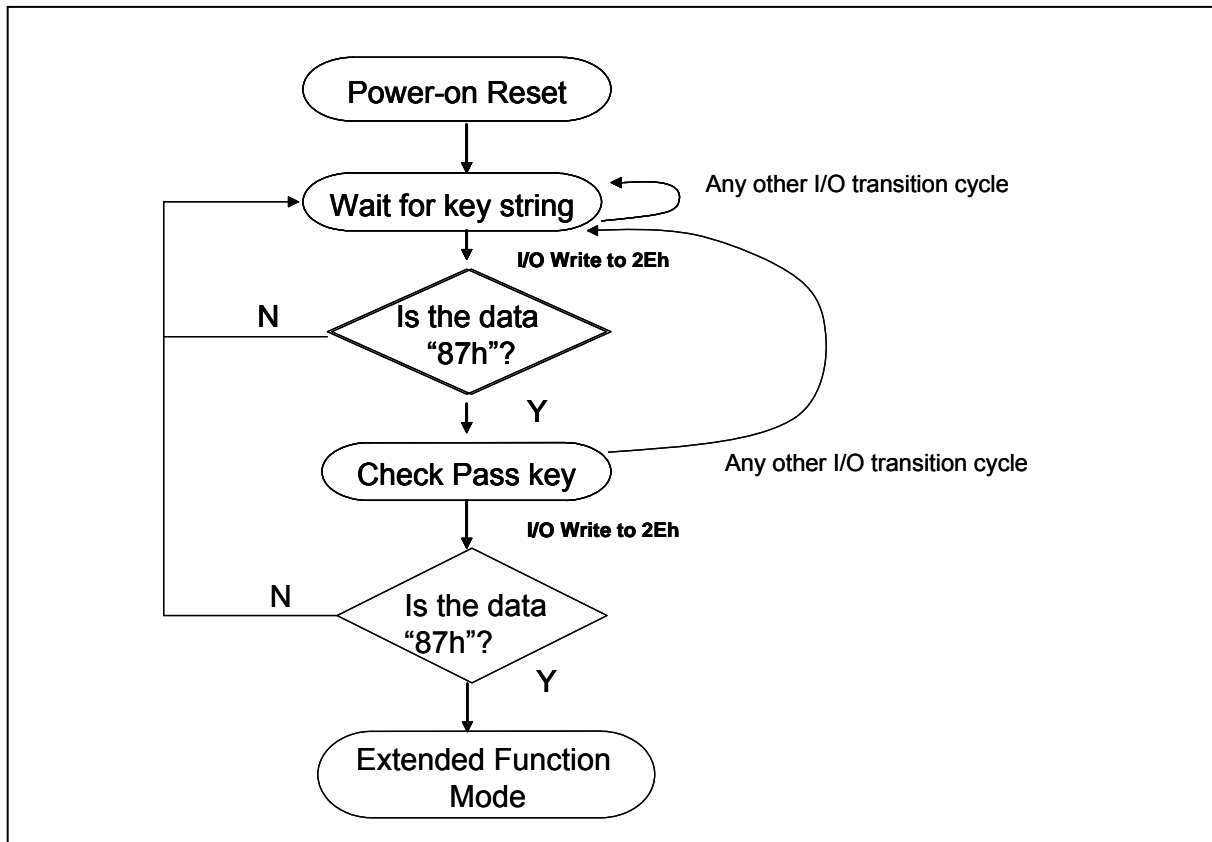 Power-on Reset
Wait for key string
Any other I/O transition cycle
I/O Write to 2Eh
N
Is the data
“87h”?
Y
Check Pass key
Any other I/O transition cycle
I/O Write to 2Eh
N
Is the data
“87h”?
Y
Extended Function
Mode